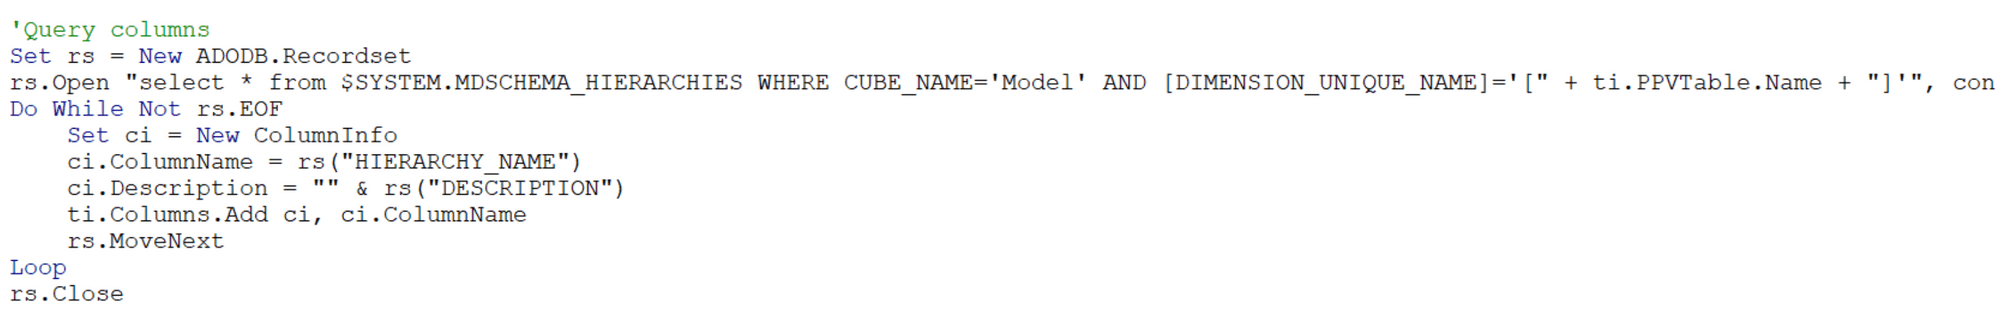 'Query columns
Set rs = New ADODB.Recordset
rs.Open "select * from $SYSTEM.MDSCHEMA_HIERARCHIES WHERE CUBE_NAME='Model' AND [DIMENSION_UNIQUE_NAME]='[" + ti.PPVTable.Name + "]'", con
Do While Not rs.EOF
    Set ci = New ColumnInfo
    ci.ColumnName = rs("HIERARCHY_NAME")
    ci.Description = "" & rs("DESCRIPTION")
    ti.Columns.Add ci, ci.ColumnName
    rs.MoveNext
Loop
rs.Close